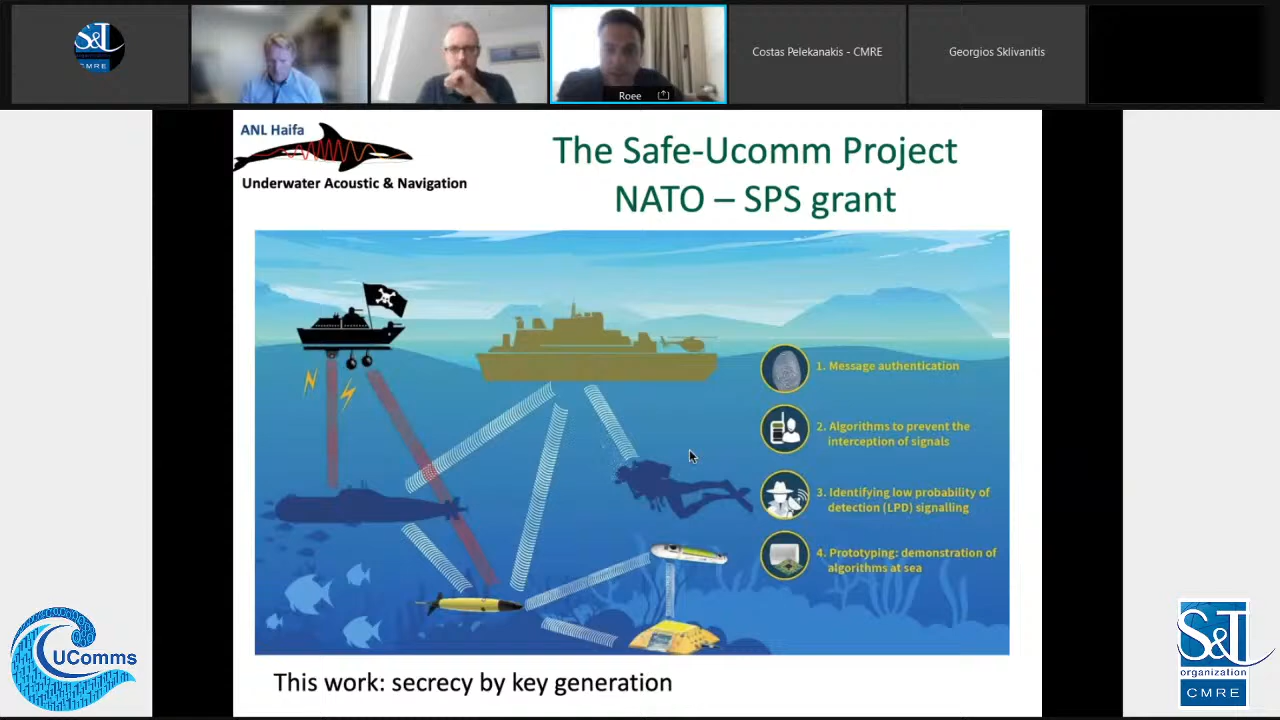 S&T
organization
CMRE
Roee
Costas Pelekanakis - CMRE
Georgios Sklivanitis
ANL Haifa
Underwater Acoustic & Navigation
The Safe-Ucomm Project
NATO – SPS grant
1. Message authentication
2. Algorithms to prevent the
interception of signals
3. Identifying low probability of
detection (LPD) signalling
4. Prototyping: demonstration of
algorithms at sea
This work: secrecy by key generation
UComms
S&T
organization
CMRE